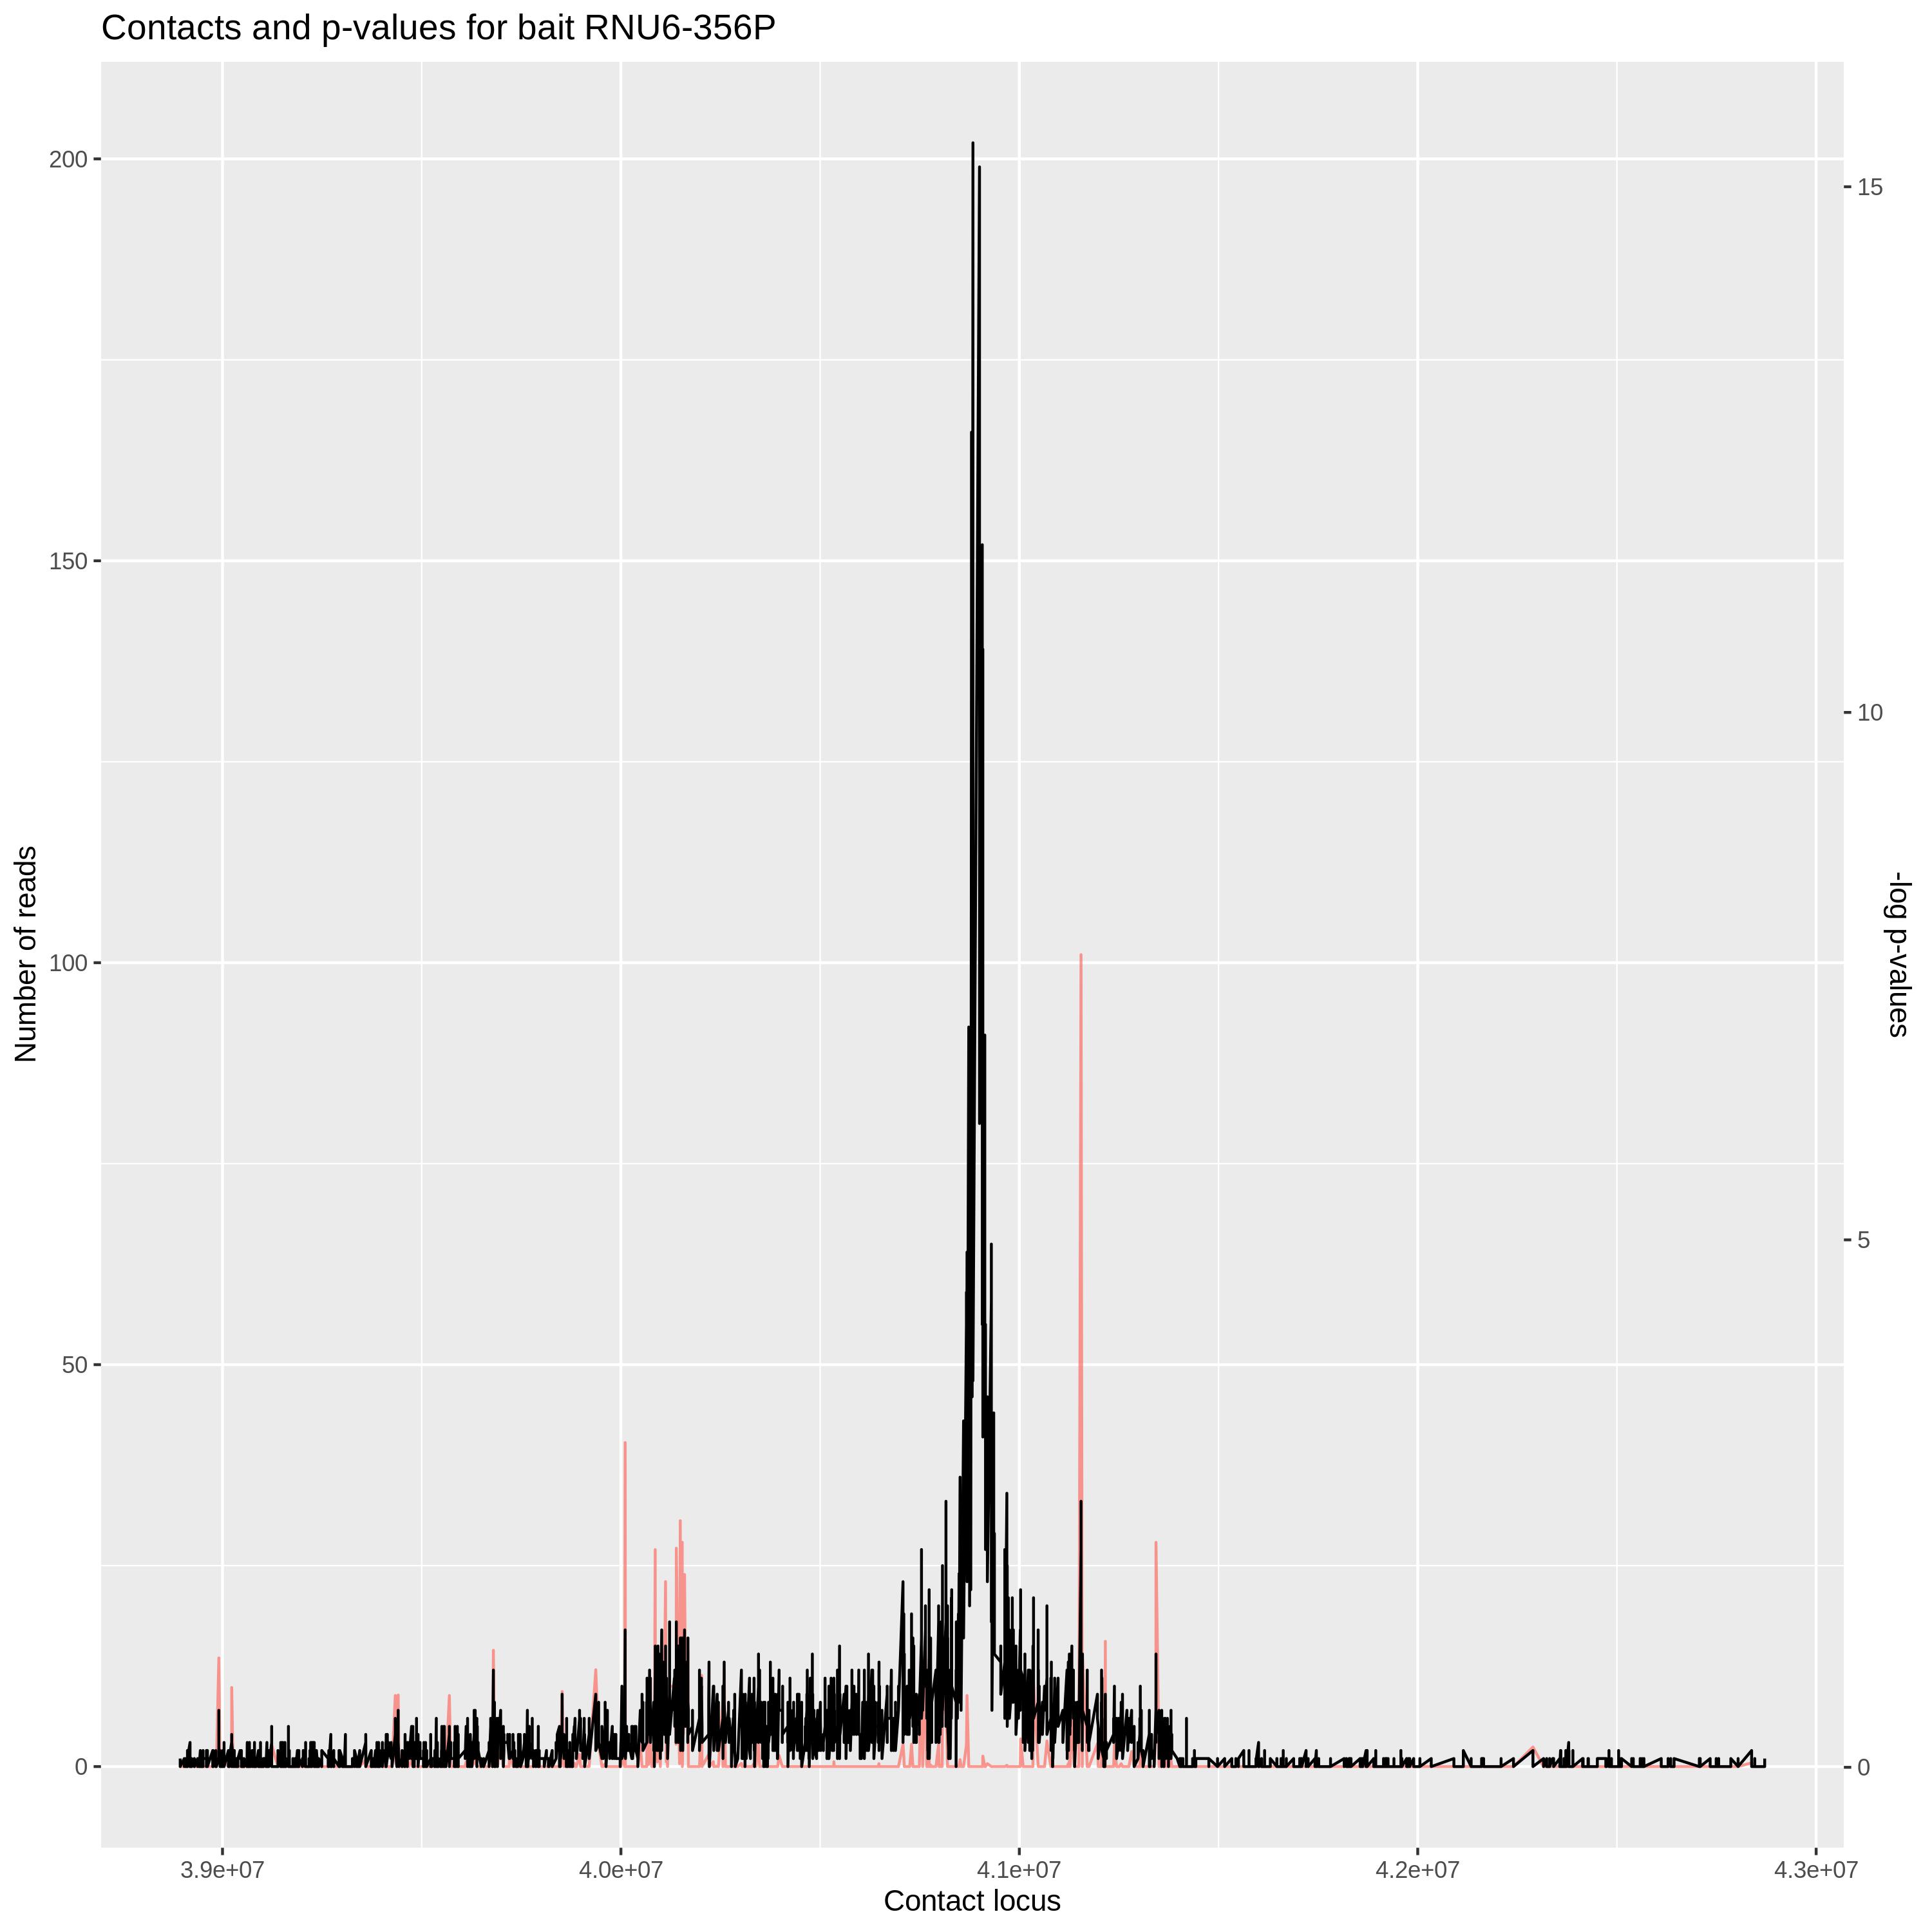 Contacts and p-values for bait RNU6-356P
200
150
100
50
0
15
10
5
0
Number of reads
-log p-values
3.9e+07 4.0e+07 4.1e+07 4.2e+07 4.3e+07
Contact locus